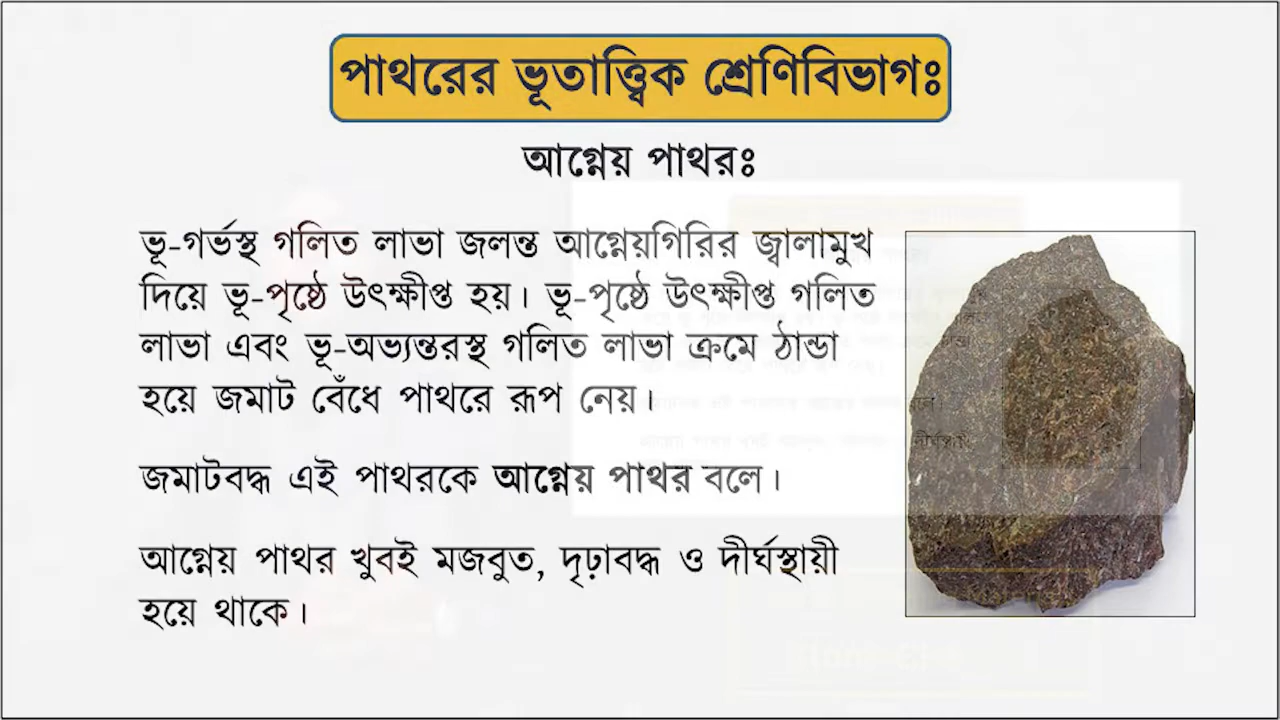 পাথরের ভূতাত্ত্বিক শ্রেণিবিভাগঃ
আগ্নেয় পাথরঃ
ভূ-গর্ভস্থ গলিত লাভা জলন্ত আগ্নেয়গিরির জ্বালামুখ
দিয়ে ভূ-পৃষ্ঠে উৎক্ষীপ্ত হয়। ভূ-পৃষ্ঠে উৎক্ষীপ্ত গলিত
লাভা এবং ভূ-অভ্যন্তরস্থ গলিত লাভা ক্রমে ঠান্ডা
হয়ে জমাট বেঁধে পাথরে রূপ নেয়।
জমাটবদ্ধ এই পাথরকে আগ্নেয় পাথর বলে।
আগ্নেয় পাথর খুবই মজবুত, দৃঢ়াবদ্ধ ও দীর্ঘস্থায়ী
হয়ে থাকে।